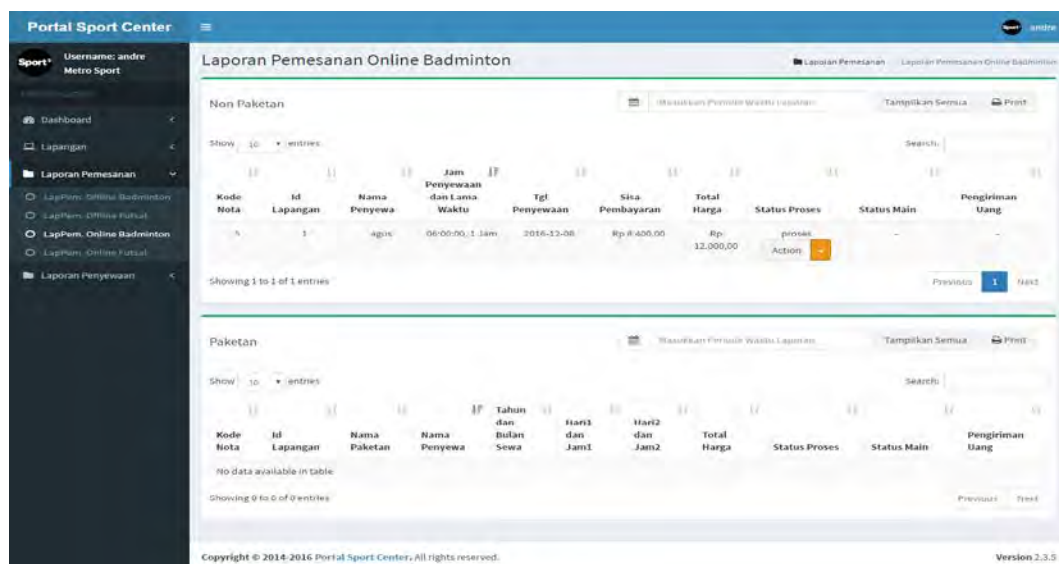 Portal Sport Center
andre
Sport
Username: andre
Metro Sport
Laporan Pemesanan Online Badminton
Laporan Pemesanan
Laporan Pemesanan Online Badminton
Dashboard
Lapangan
Laporan Pemesanan
LapPem. Offline Badminton
LapPem. Offline Futsal
LapPem. Online Badminton
LapPem. Online Futsal
Laporan Penyewaan
Non Paketan
Masukkan Periode Waktu Laporan
Tampilkan Semua
Print
Show 10 entries
Search:
Kode Nota
Id Lapangan
Nama Penyewa
Jam Penyewaan dan Lama Waktu
Tgl Penyewaan
Sisa Pembayaran
Total Harga
Status Proses
Status Main
Pengiriman Uang
1 agus 06:00:00, 1 Jam 2016-12-08 Rp 8.400,00 Rp 12.000,00 proses - -
Action
Showing 1 to 1 of 1 entries
Previous 1 Next
Paketan
Masukkan Periode Waktu Laporan
Tampilkan Semua
Print
Show 10 entries
Search:
Kode Nota
Id Lapangan
Nama Paketan
Nama Penyewa
Tahun dan Bulan Sewa
Hari1 dan Jam1
Hari2 dan Jam2
Total Harga
Status Proses
Status Main
Pengiriman Uang
No data available in table
Showing 0 to 0 of 0 entries
Previous Next
Copyright © 2014-2016 Portal Sport Center. All rights reserved.
Version 2.3.5